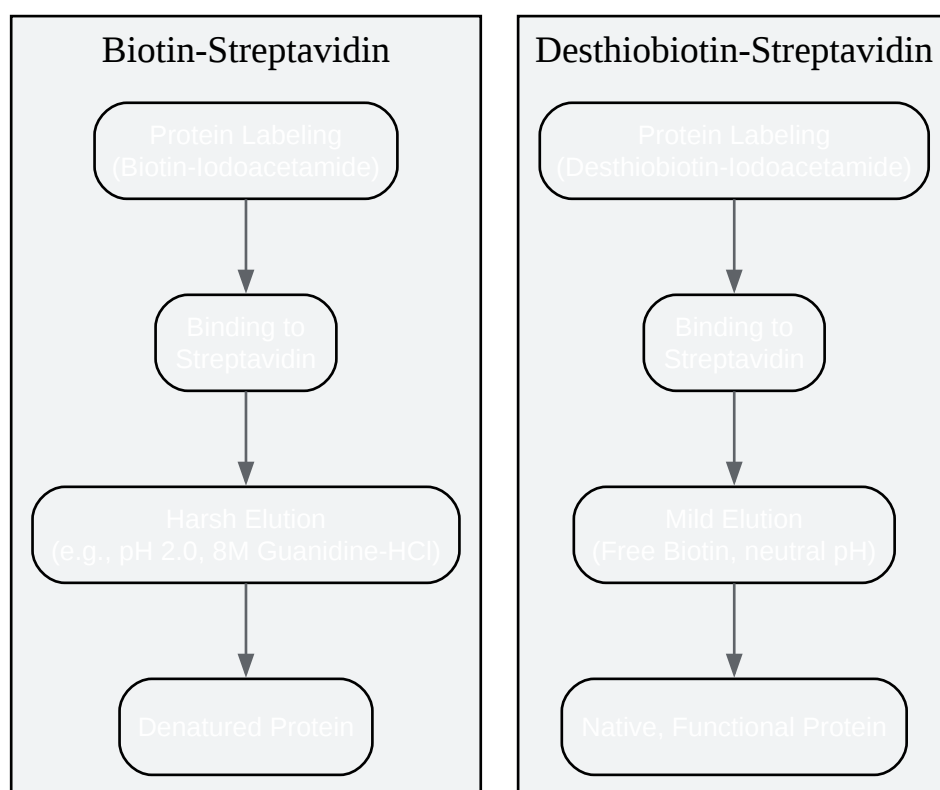 Biotin-Streptavidin
Protein Labeling
(Biotin-Iodoacetamide)
Binding to
Streptavidin
Harsh Elution
(e.g., pH 2.0, 8M Guanidine-HCl)
Denatured Protein
Desthiobiotin-Streptavidin
Protein Labeling
(Desthiobiotin-Iodoacetamide)
Binding to
Streptavidin
Mild Elution
(Free Biotin, neutral pH)
Native, Functional Protein